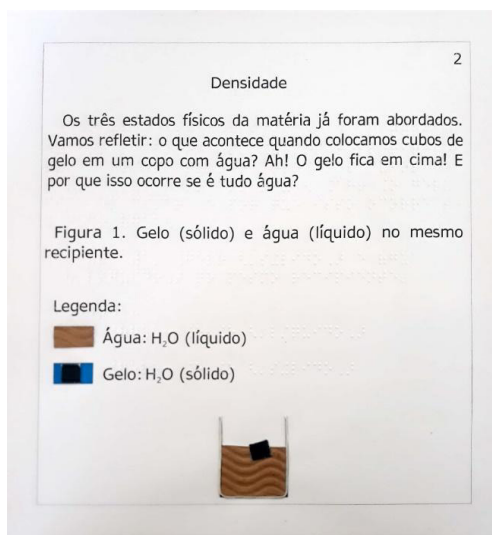 2
Densidade
Os três estados físicos da matéria já foram abordados.
Vamos refletir: o que acontece quando colocamos cubos de
gelo em um copo com água? Ah! O gelo fica em cima! E
por que isso ocorre se é tudo água?
Figura 1. Gelo (sólido) e água (líquido) no mesmo
recipiente.
Legenda:
Água: H₂O (líquido)
Gelo: H₂O (sólido)